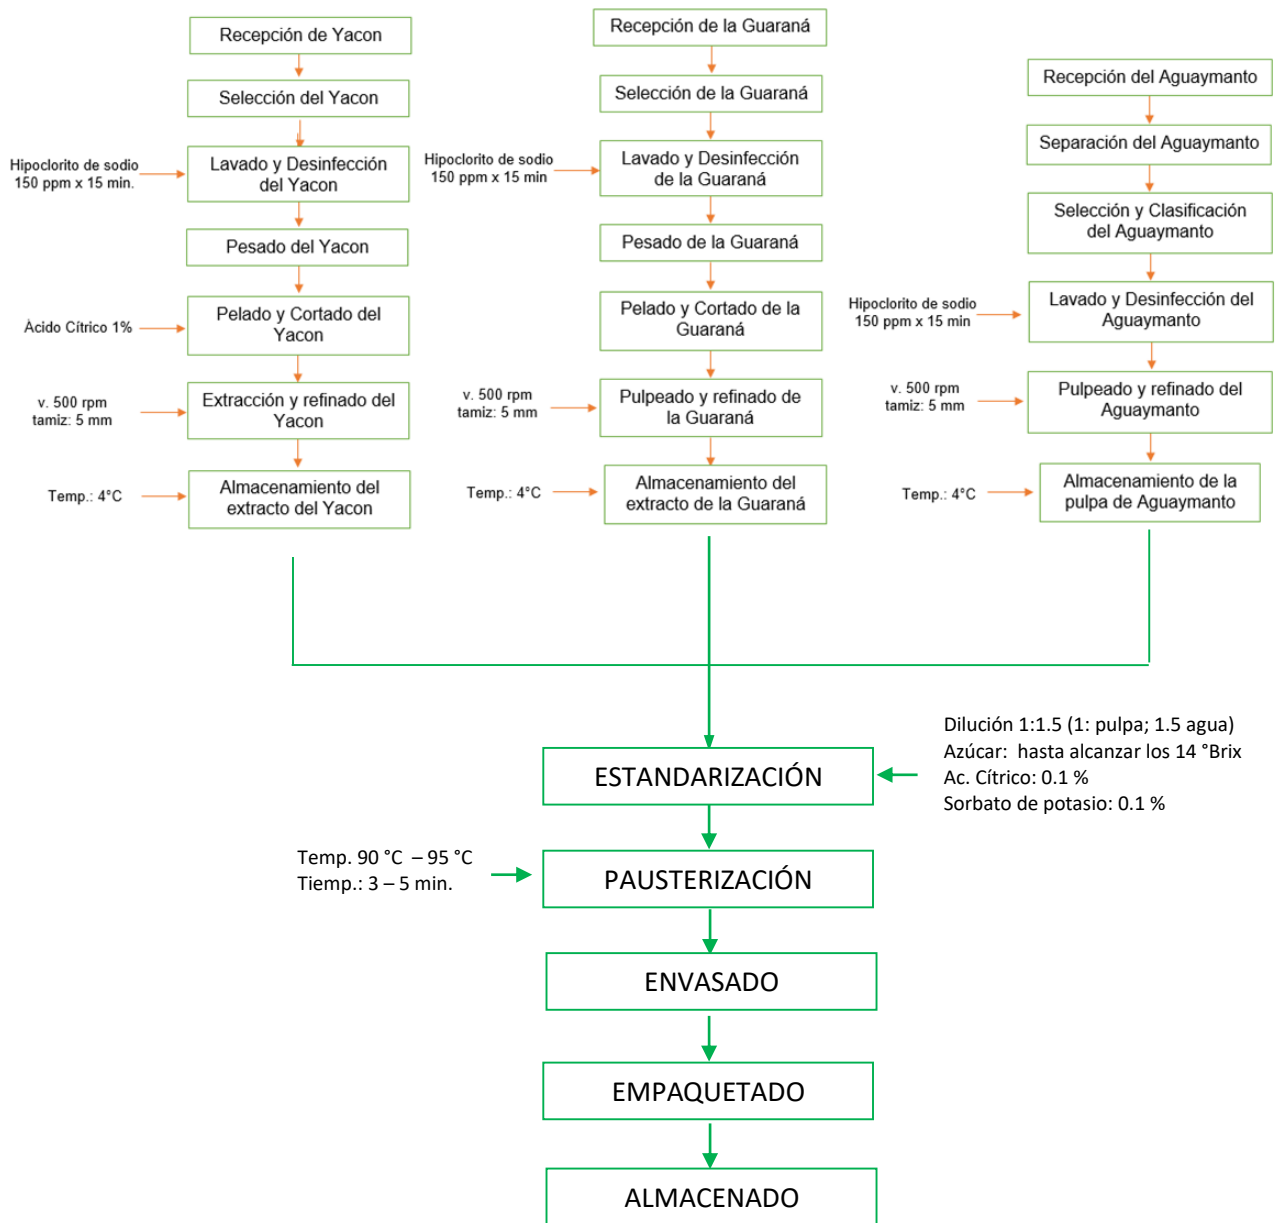 Recepción de Yacon
Selección del Yacon
Hipoclorito de sodio
150 ppm x 15 min.
Lavado y Desinfección
del Yacon
Pesado del Yacon
Àcido Cítrico 1%
Pelado y Cortado del
Yacon
v. 500 rpm
tamiz: 5 mm
Extracción y refinado del
Yacon
Temp.: 4°C
Almacenamiento del
extracto del Yacon
Recepción de la Guaraná
Selección de la Guaraná
Hipoclorito de sodio
150 ppm x 15 min
Lavado y Desinfección
de la Guaraná
Pesado de la Guaraná
Pelado y Cortado de la
Guaraná
v. 500 rpm
tamiz: 5 mm
Pulpeado y refinado de
la Guaraná
Temp.: 4°C
Almacenamiento del
extracto de la Guaraná
Recepción del Aguaymanto
Separación del Aguaymanto
Selección y Clasificación
del Aguaymanto
Hipoclorito de sodio
150 ppm x 15 min
Lavado y Desinfección del
Aguaymanto
v. 500 rpm
tamiz: 5 mm
Pulpeado y refinado del
Aguaymanto
Temp.: 4°C
Almacenamiento de la
pulpa de Aguaymanto
ESTANDARIZACIÓN
Dilución 1:1.5 (1: pulpa; 1.5 agua)
Azúcar: hasta alcanzar los 14 °Brix
Ac. Cítrico: 0.1 %
Sorbato de potasio: 0.1 %
Temp. 90 °C – 95 °C
Tiemp.: 3 – 5 min.
PAUSTERIZACIÓN
ENVASADO
EMPAQUETADO
ALMACENADO